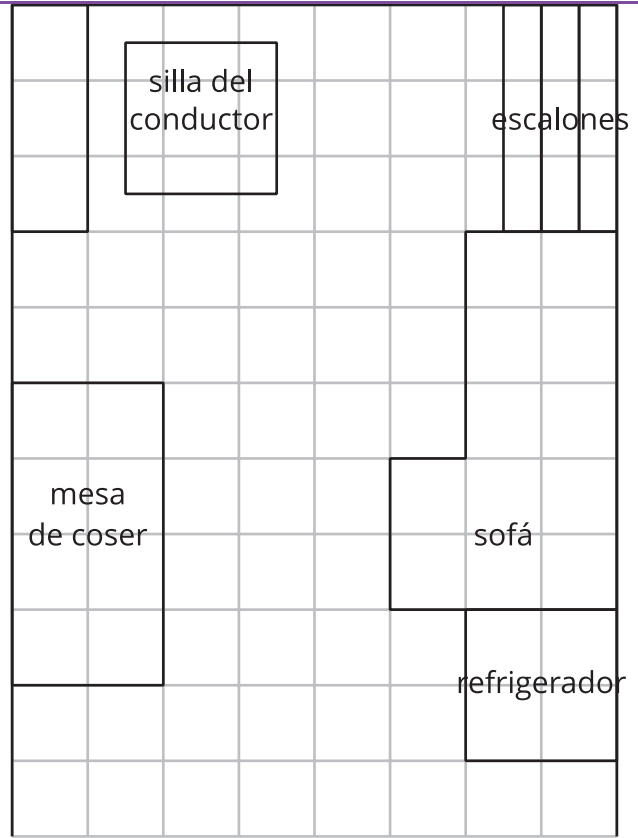 silla del
conductor
escalones
mesa
de coser
sofá
refrigerador